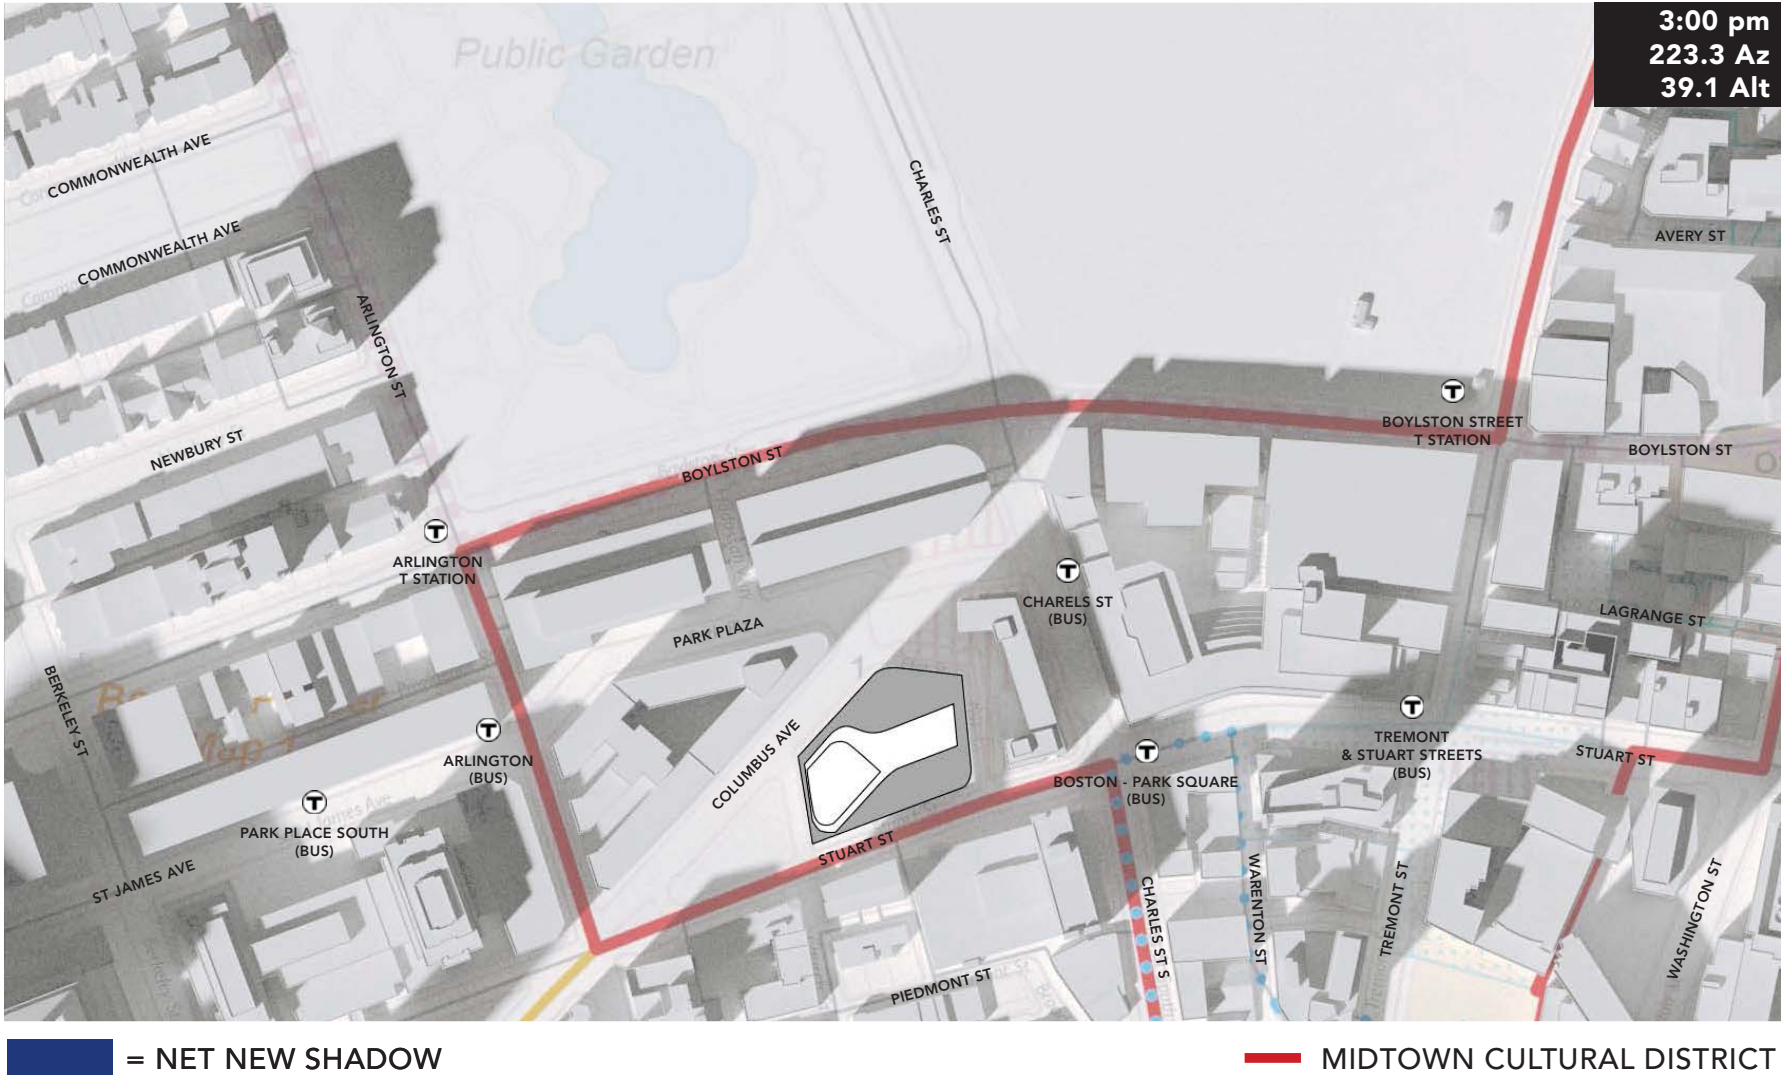 3:00 pm
223.3 Az
39.1 Alt
Public Garden
COMMONWEALTH AVE
COMMONWEALTH AVE
CHARLES ST
AVERY ST
ARLINGTON ST
NEWBURY ST
BOYLSTON ST
BOYLSTON STREET
T STATION
BOYLSTON ST
T
T
ARLINGTON
T STATION
T
CHARELS ST
(BUS)
LAGRANGE ST
PARK PLAZA
BERKELEY ST
T
ARLINGTON
(BUS)
COLUMBUS AVE
T
TREMONT
& STUART STREETS
(BUS)
STUART ST
T
BOSTON - PARK SQUARE
(BUS)
T
PARK PLACE SOUTH
(BUS)
STUART ST
ST JAMES AVE
CHARLES ST S
WARENTON ST
TREMONT ST
WASHINGTON ST
PIEDMONT ST
= NET NEW SHADOW
MIDTOWN CULTURAL DISTRICT